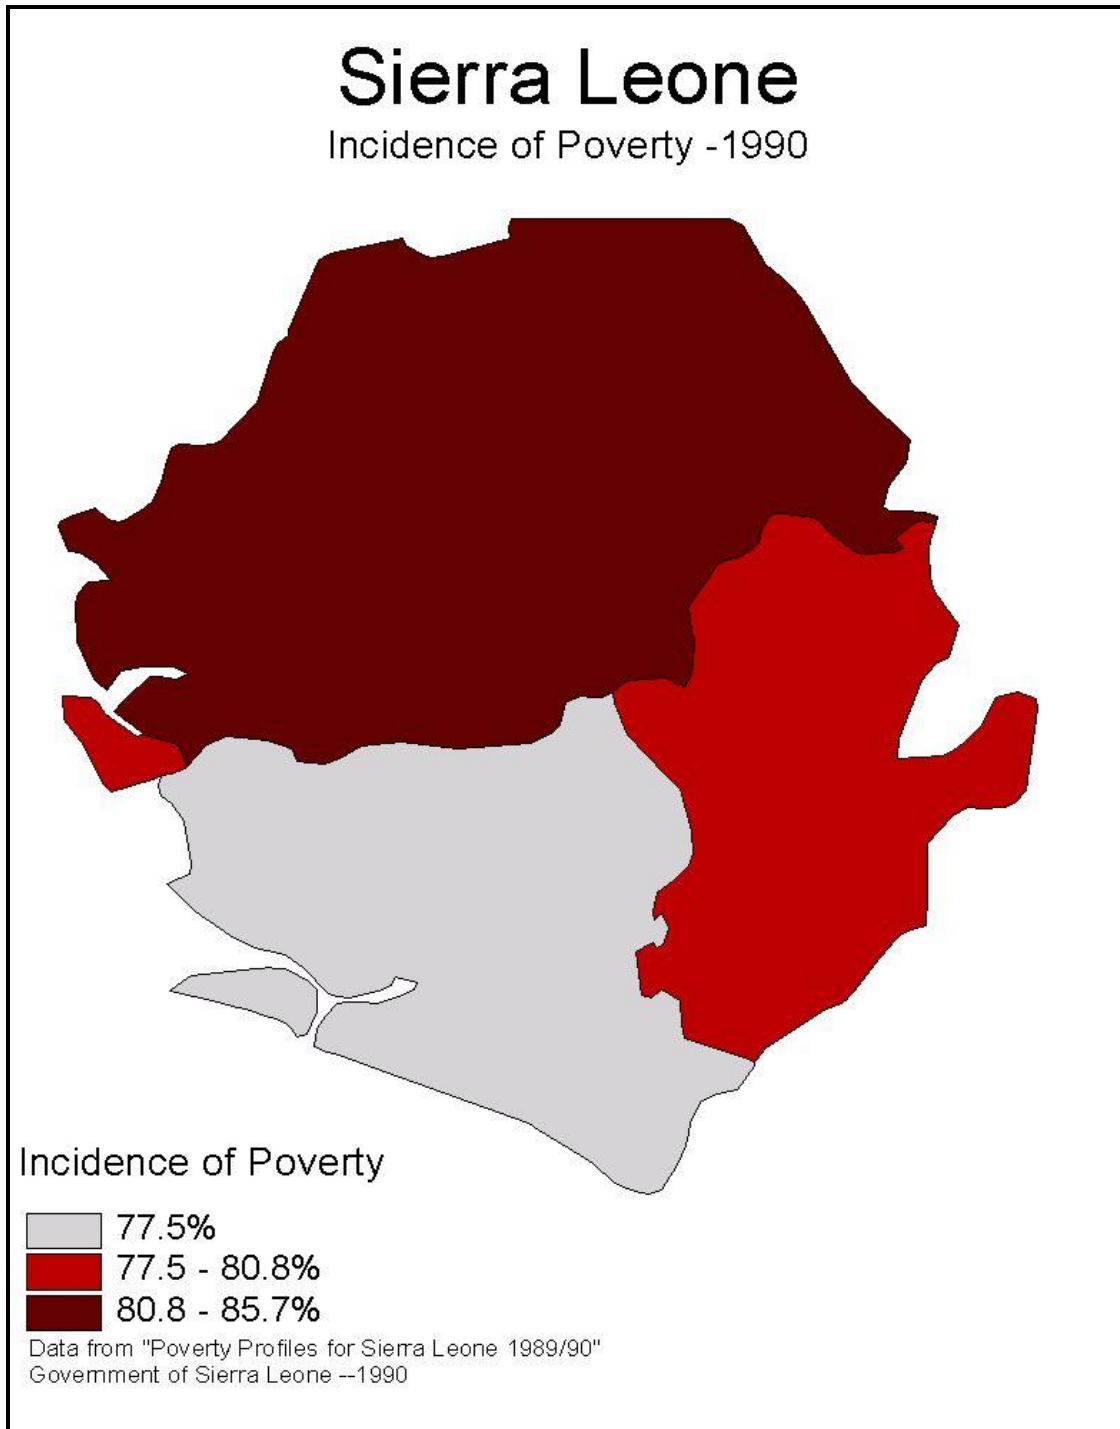 Sierra Leone
Incidence of Poverty -1990
Incidence of Poverty
77.5%
77.5 - 80.8%
80.8 - 85.7%
Data from "Poverty Profiles for Sierra Leone 1989/90"
Government of Sierra Leone --1990